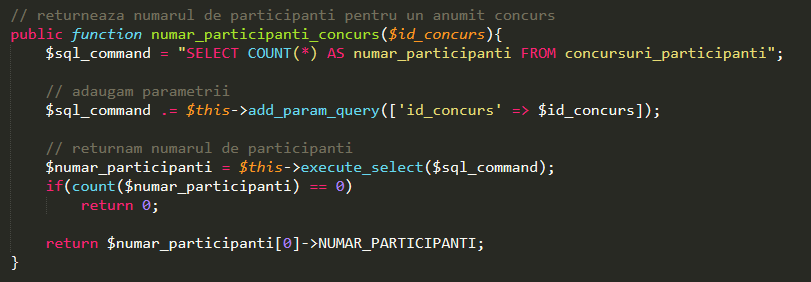 // returneaza numarul de participanti pentru un anumit concurs
public function numar_participanti_concurs($id_concurs){
    $sql_command = "SELECT COUNT(*) AS numar_participanti FROM concursuri_participanti";

    // adaugam parametrii
    $sql_command .= $this->add_param_query(['id_concurs' => $id_concurs]);

    // returnam numarul de participanti
    $numar_participanti = $this->execute_select($sql_command);
    if(count($numar_participanti) == 0)
        return 0;

    return $numar_participanti[0]->NUMAR_PARTICIPANTI;
}